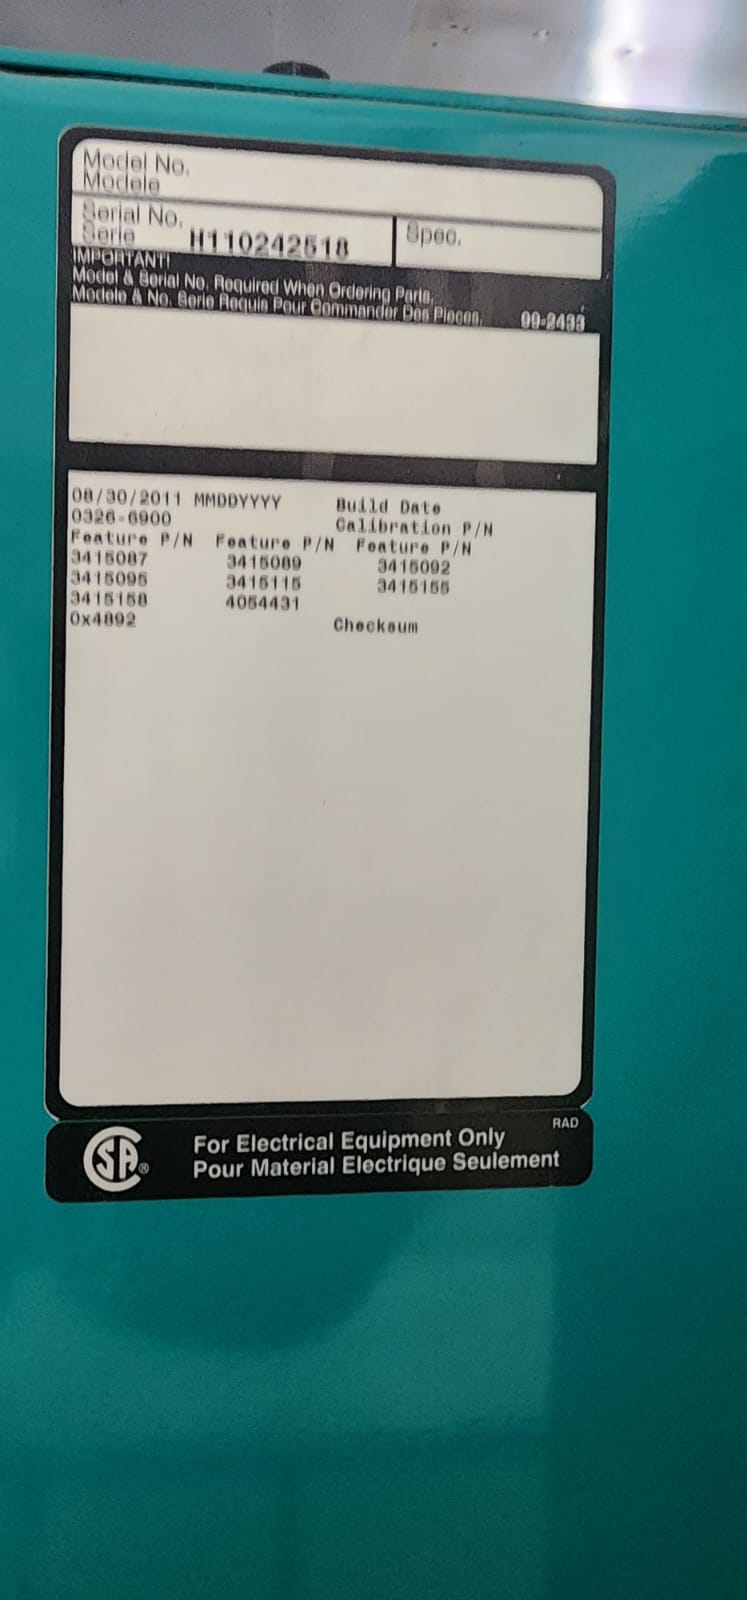 Model No.
Modele
Serial No.
Serie H110242518
Spec.
IMPORTANT!
Model & Serial No. Required When Ordering Parts.
Modele & No. Serie Requis Pour Commander Des Pieces.
99-2433
08/30/2011 MMDDYYYY Build Date
0326-6900 Calibration P/N
Feature P/N Feature P/N Feature P/N
3415087 3415089 3415092
3415095 3415115 3415155
3415158 4054431
0x4892 Checksum
RAD
SA® For Electrical Equipment Only
Pour Material Electrique Seulement